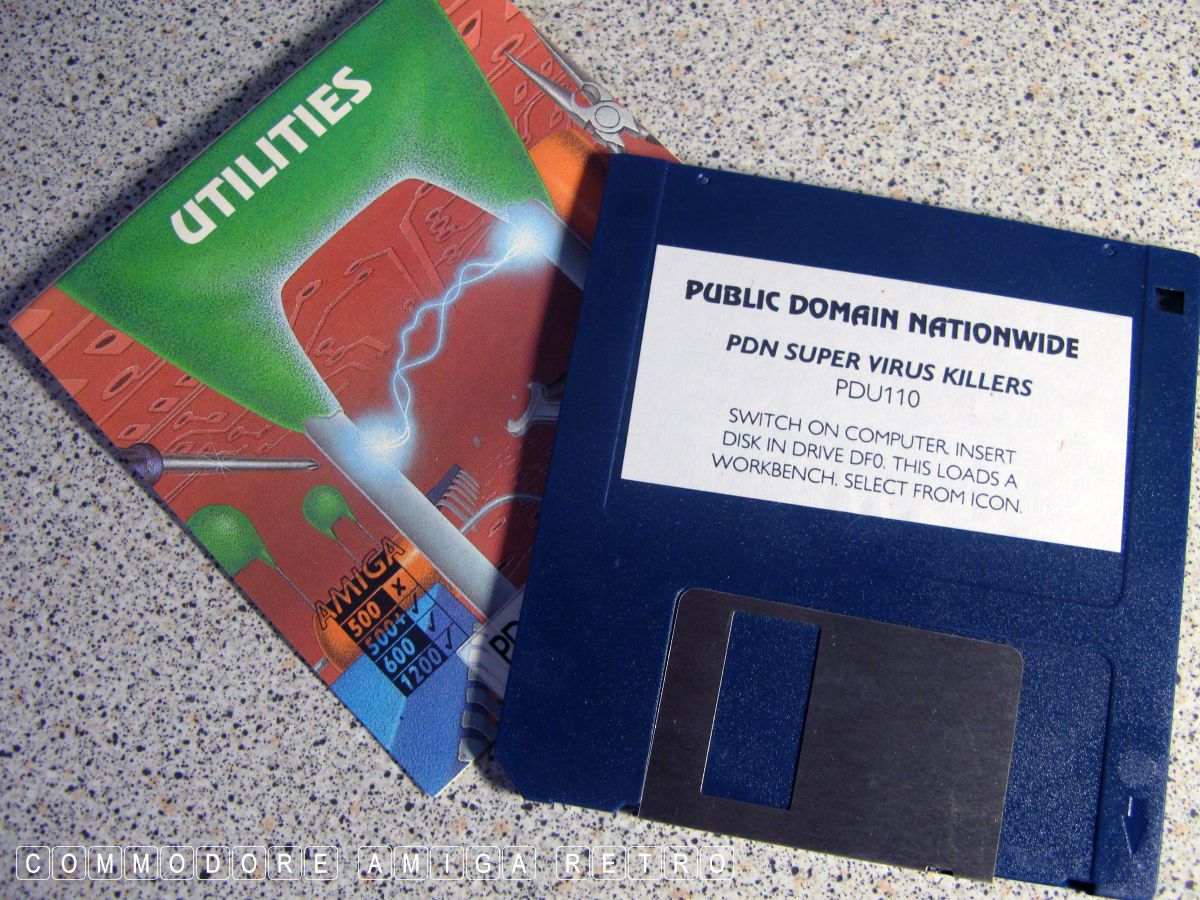 UTILITIES
AMIGA
500 ✗
500+ ✓
600 ✓
1200 ✓
PD
PUBLIC DOMAIN NATIONWIDE
PDN SUPER VIRUS KILLERS
PDU110
SWITCH ON COMPUTER. INSERT
DISK IN DRIVE DF0. THIS LOADS A
WORKBENCH. SELECT FROM ICON.
COMMODORE AMIGA RETRO